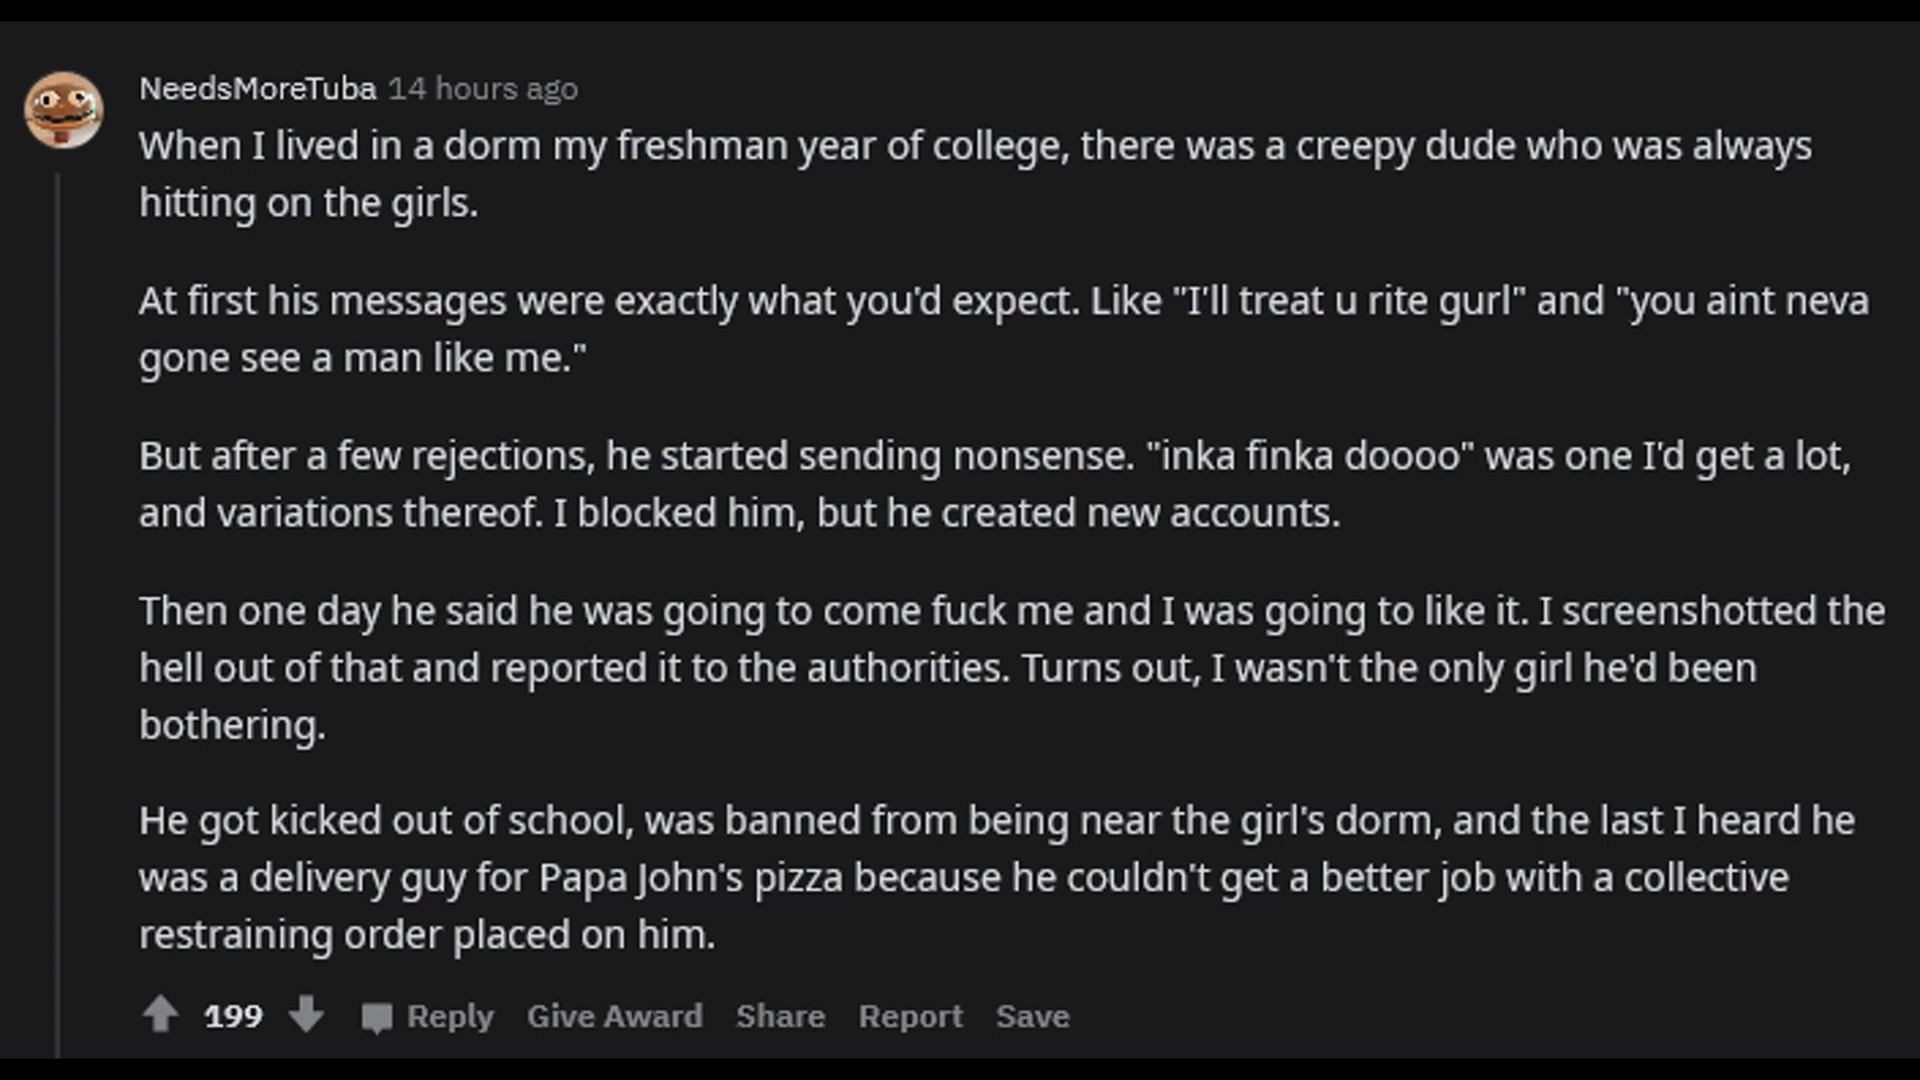 NeedsMoreTuba 14 hours ago
When I lived in a dorm my freshman year of college, there was a creepy dude who was always
hitting on the girls.
At first his messages were exactly what you'd expect. Like "I'll treat u rite gurl" and "you aint neva
gone see a man like me."
But after a few rejections, he started sending nonsense. "inka finka doooo" was one I'd get a lot,
and variations thereof. I blocked him, but he created new accounts.
Then one day he said he was going to come fuck me and I was going to like it. I screenshotted the
hell out of that and reported it to the authorities. Turns out, I wasn't the only girl he'd been
bothering.
He got kicked out of school, was banned from being near the girl's dorm, and the last I heard he
was a delivery guy for Papa John's pizza because he couldn't get a better job with a collective
restraining order placed on him.
199 Reply Give Award Share Report Save